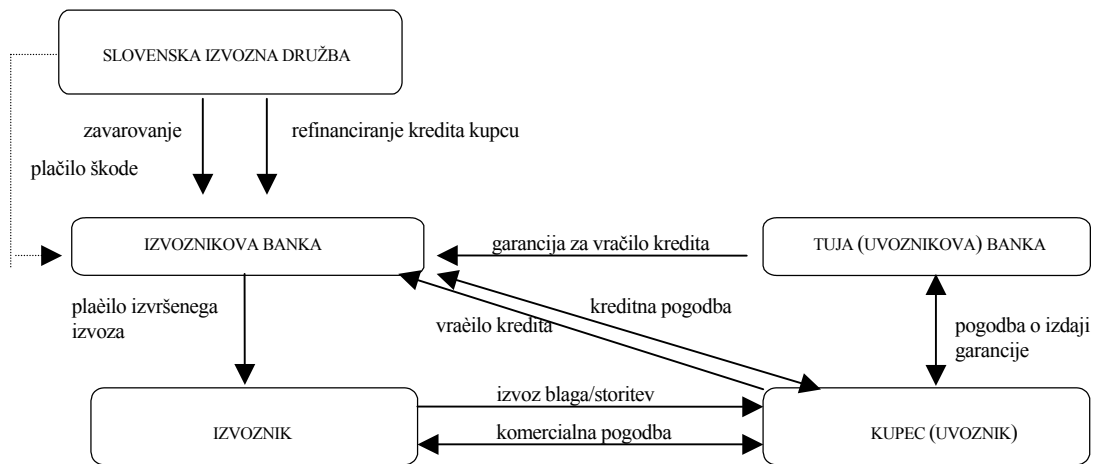 SLOVENSKA IZVOZNA DRUŽBA
zavarovanje
refinanciranje kredita kupcu
plačilo škode
IZVOZNIKOVA BANKA
garancija za vračilo kredita
TUJA (UVOZNIKOVA) BANKA
plaèilo izvršenega
izvoza
vraèilo kredita
kreditna pogodba
pogodba o izdaji
garancije
izvoz blaga/storitev
IZVOZNIK
komercialna pogodba
KUPEC (UVOZNIK)